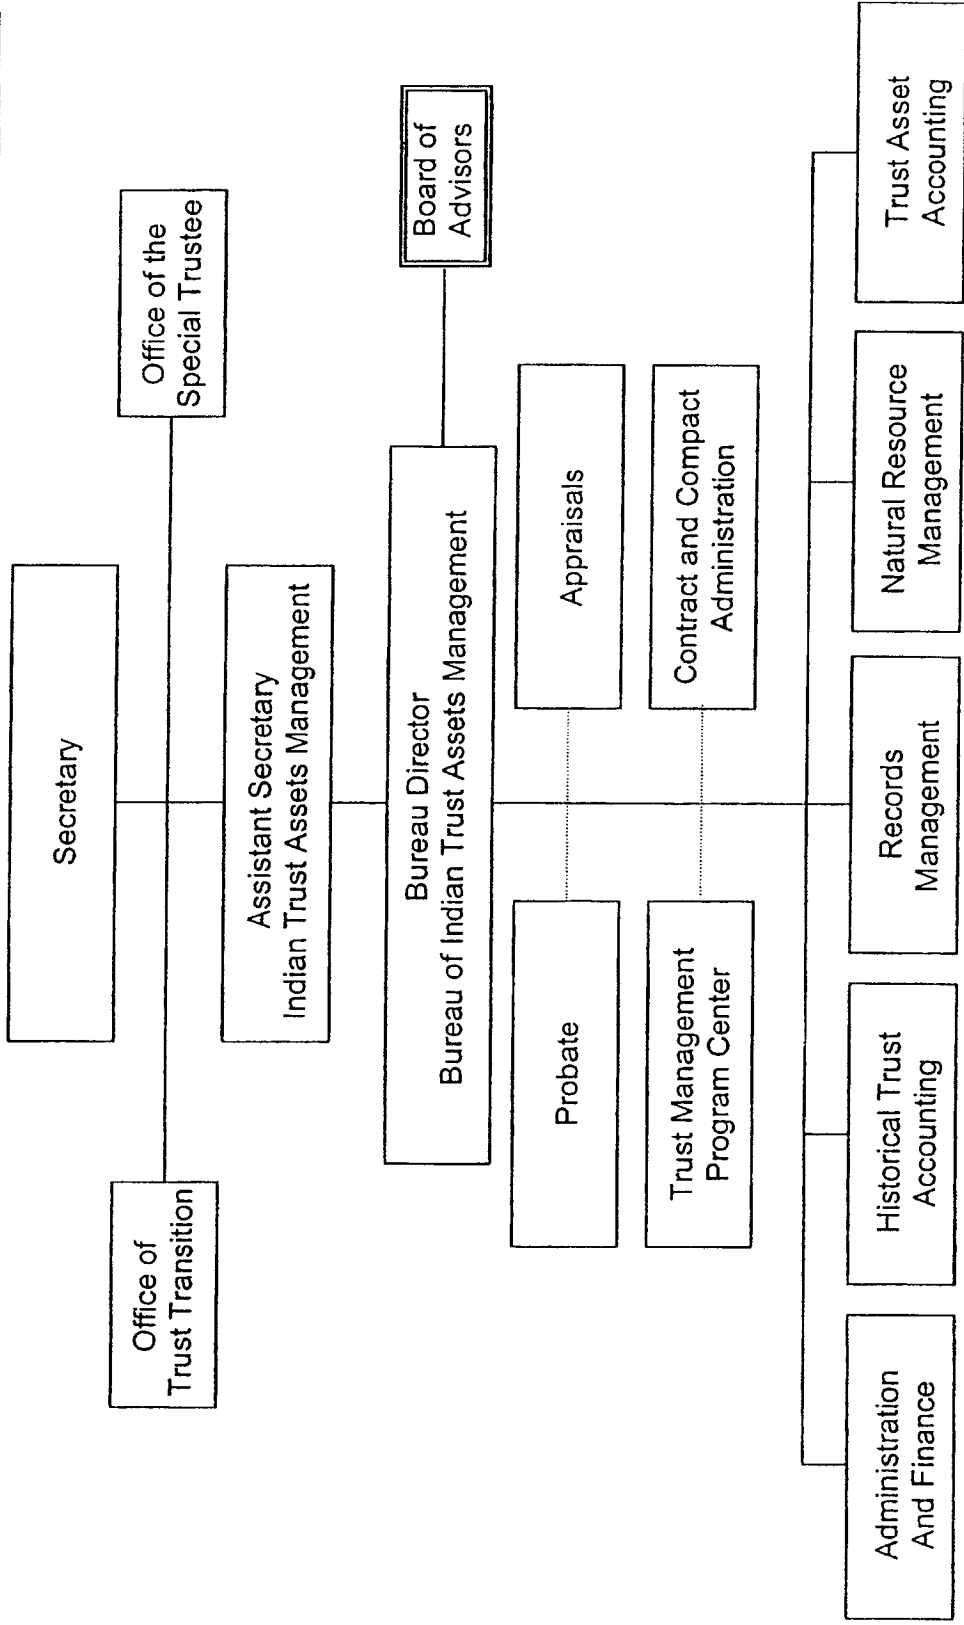 Secretary
Office of
Trust Transition
Office of the
Special Trustee
Assistant Secretary
Indian Trust Assets Management
Bureau Director
Bureau of Indian Trust Assets Management
Board of
Advisors
Probate
Appraisals
Trust Management
Program Center
Contract and Compact
Administration
Administration
And Finance
Historical Trust
Accounting
Records
Management
Natural Resource
Management
Trust Asset
Accounting